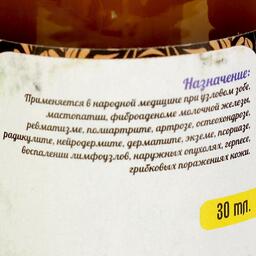 Назначение:
Применяется в народной медицине при узловом зобе,
мастопатии, фиброаденоме молочной железы,
ревматизме, полиартрите, артрозе, остеохондрозе,
радикулите, нейродермите, дерматите, экземе, псориазе,
воспалении лимфоузлов, наружных опухолях, герпесе,
грибковых поражениях кожи.
30 мл.